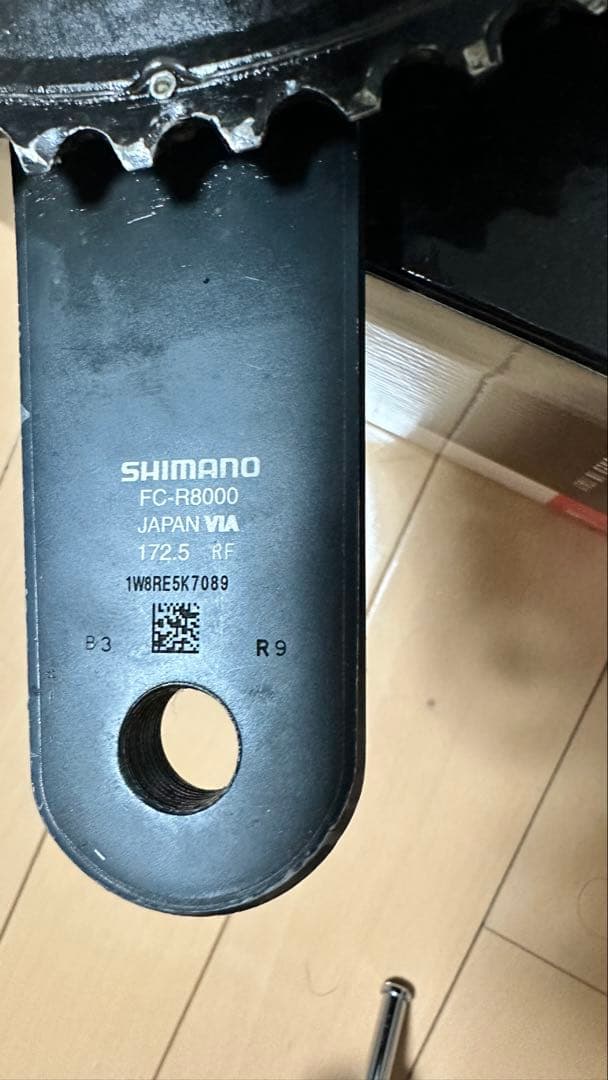 SHIMANO
FC-R8000
JAPAN VIA
172.5 RF
1W8RE5K7089
B3 R9